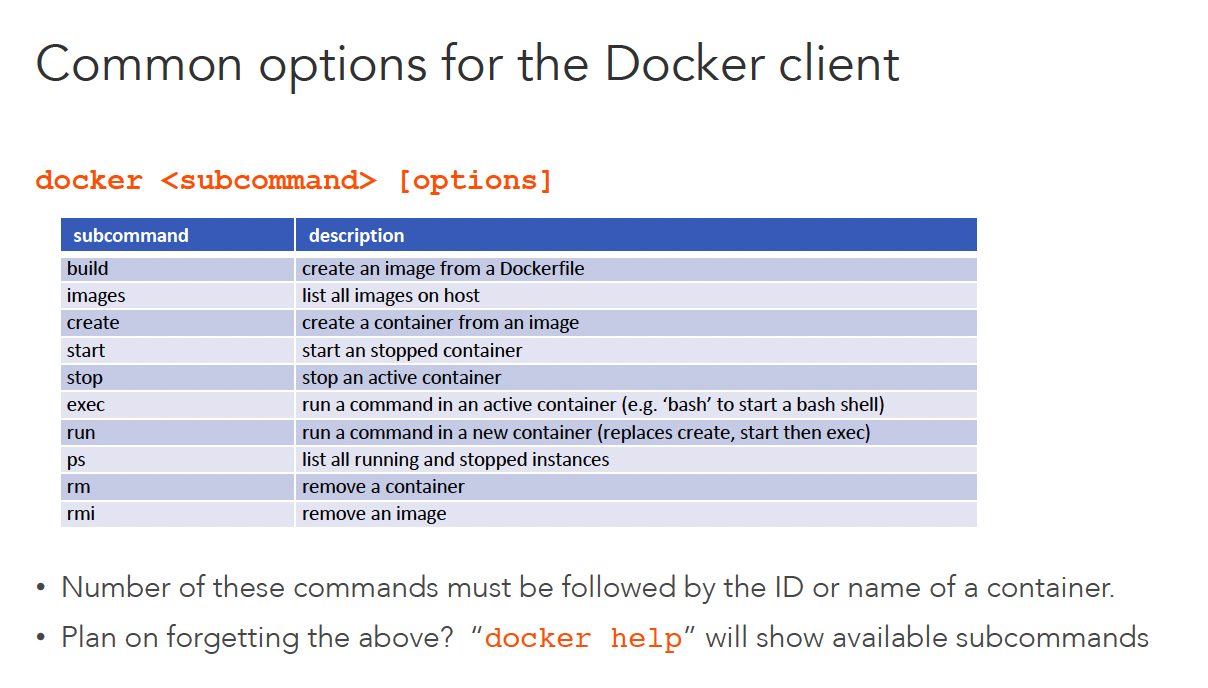 Common options for the Docker client
docker <subcommand> [options]
subcommand description
build create an image from a Dockerfile
images list all images on host
create create a container from an image
start start an stopped container
stop stop an active container
exec run a command in an active container (e.g. ‘bash’ to start a bash shell)
run run a command in a new container (replaces create, start then exec)
ps list all running and stopped instances
rm remove a container
rmi remove an image
• Number of these commands must be followed by the ID or name of a container.
• Plan on forgetting the above? “docker help” will show available subcommands